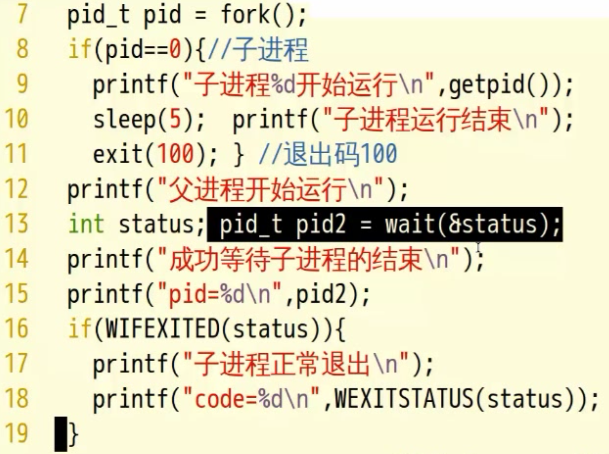 7 pid_t pid = fork();
8 if(pid==0){//子进程
9 printf("子进程%d开始运行\n",getpid());
10 sleep(5); printf("子进程运行结束\n");
11 exit(100); } //退出码100
12 printf("父进程开始运行\n");
13 int status; pid_t pid2 = wait(&status);
14 printf("成功等待子进程的结束\n");
15 printf("pid=%d\n",pid2);
16 if(WIFEXITED(status)){
17 printf("子进程正常退出\n");
18 printf("code=%d\n",WEXITSTATUS(status));
19 }